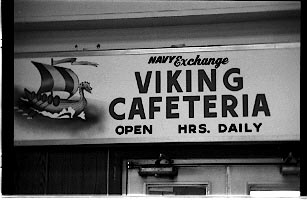 NAVY Exchange
VIKING
CAFETERIA
OPEN HRS. DAILY